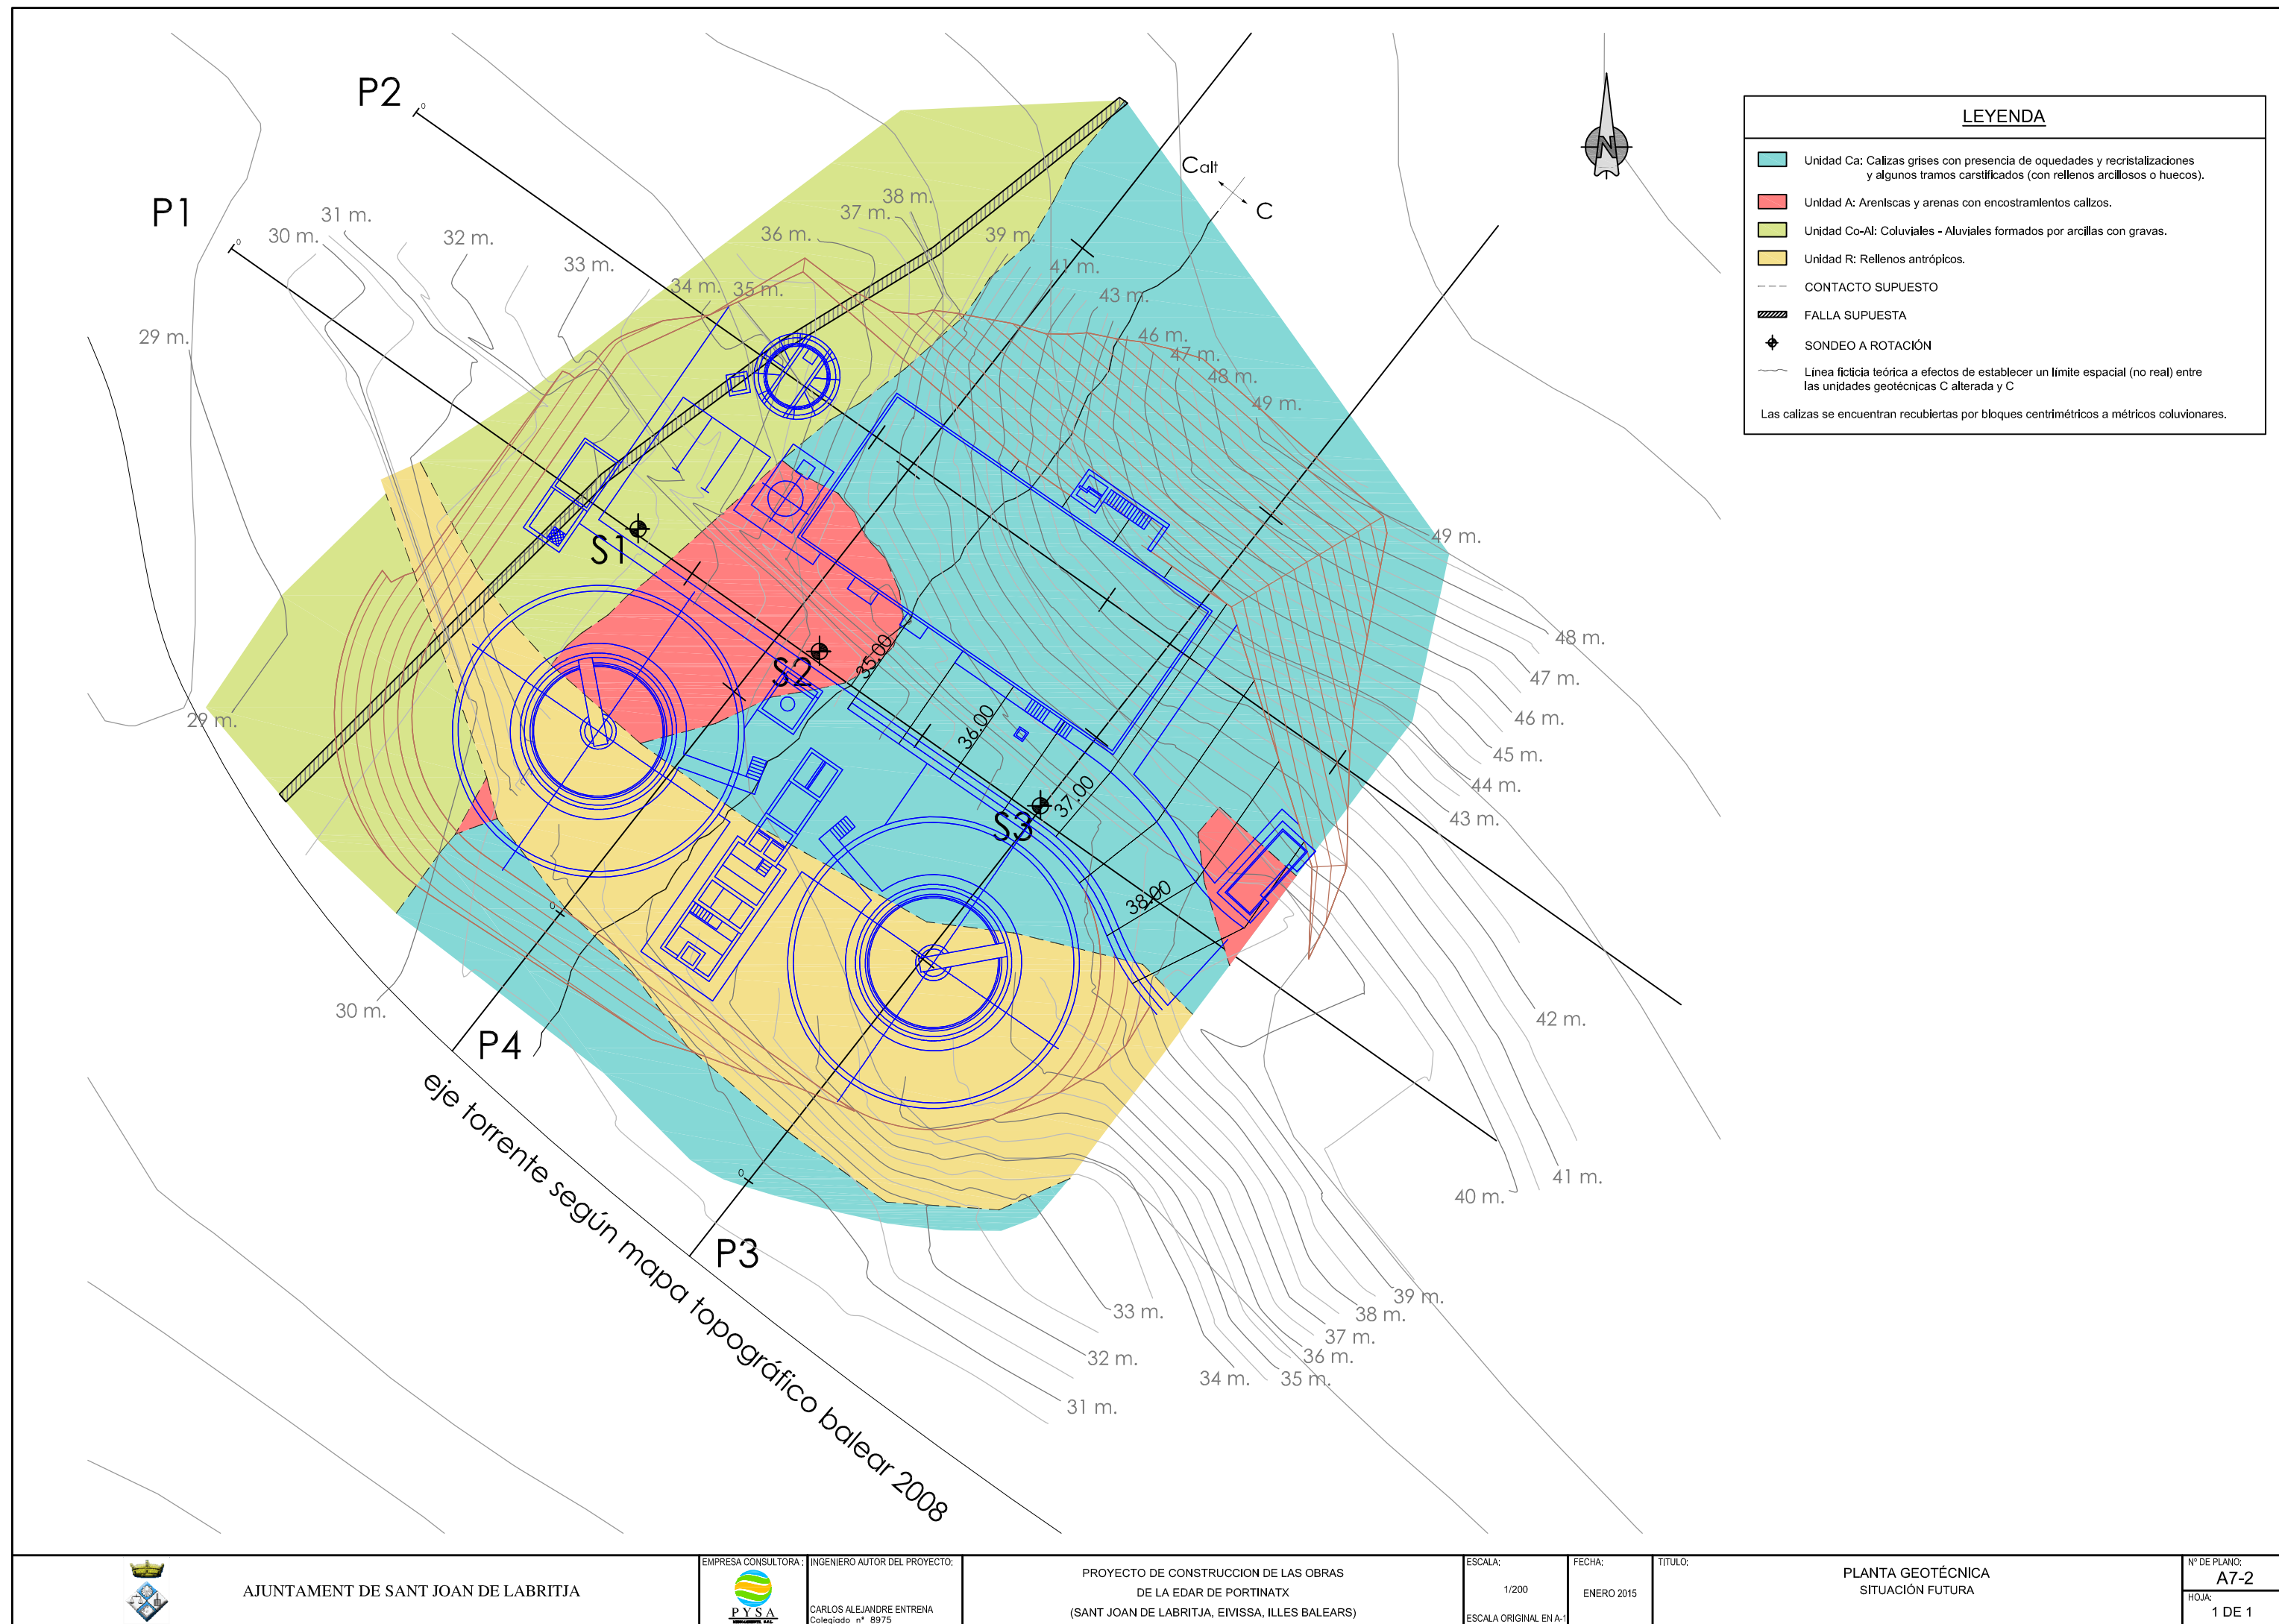 P2
0
P1
0
Calt
C
38 m.
37 m.
36 m.
39 m.
41 m.
43 m.
31 m.
30 m.
32 m.
33 m.
34 m.
35 m.
29 m.
46 m.
47 m.
48 m.
49 m.
49 m.
S1
S2
35.00
36.00
S3
37.00
38.00
48 m.
47 m.
46 m.
45 m.
44 m.
43 m.
29 m.
30 m.
0
P4
42 m.
41 m.
40 m.
0
P3
39 m.
38 m.
37 m.
36 m.
35 m.
34 m.
33 m.
32 m.
31 m.
eje torrente según mapa topográfico balear 2008
N
LEYENDA
Unidad Ca: Calizas grises con presencia de oquedades y recristalizaciones
y algunos tramos carstificados (con rellenos arcillosos o huecos).
Unidad A: Areniscas y arenas con encostramientos calizos.
Unidad Co-Al: Coluviales - Aluviales formados por arcillas con gravas.
Unidad R: Rellenos antrópicos.
CONTACTO SUPUESTO
FALLA SUPUESTA
SONDEO A ROTACIÓN
Línea ficticia teórica a efectos de establecer un límite espacial (no real) entre
las unidades geotécnicas C alterada y C
Las calizas se encuentran recubiertas por bloques centrimétricos a métricos coluvionares.
AJUNTAMENT DE SANT JOAN DE LABRITJA
EMPRESA CONSULTORA :
PYSA
INGENIERO AUTOR DEL PROYECTO:
CARLOS ALEJANDRE ENTRENA
Colegiado nº 8975
PROYECTO DE CONSTRUCCION DE LAS OBRAS
DE LA EDAR DE PORTINATX
(SANT JOAN DE LABRITJA, EIVISSA, ILLES BALEARS)
ESCALA:
1/200
ESCALA ORIGINAL EN A-1
FECHA:
ENERO 2015
TITULO:
PLANTA GEOTÉCNICA
SITUACIÓN FUTURA
Nº DE PLANO:
A7-2
HOJA:
1 DE 1